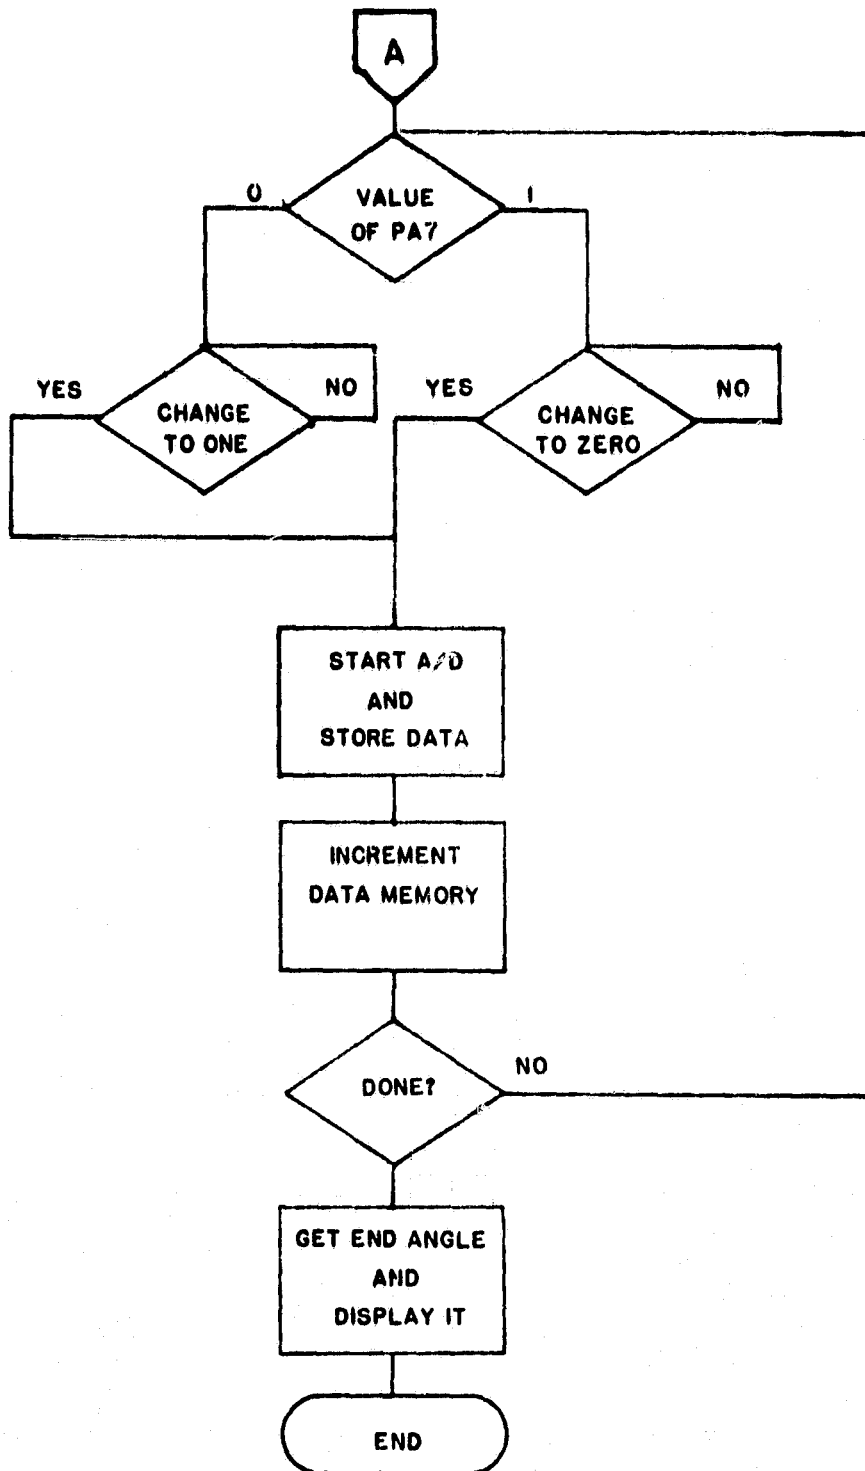 A
VALUE
OF PA7
0
1
YES
CHANGE
TO ONE
NO
YES
CHANGE
TO ZERO
NO
START A/D
AND
STORE DATA
INCREMENT
DATA MEMORY
DONE?
NO
GET END ANGLE
AND
DISPLAY IT
END